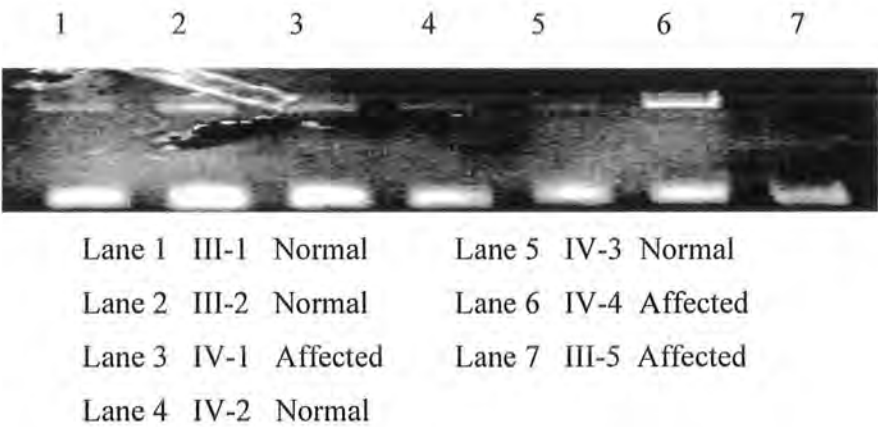 1 2 3 4 5 6 7
Lane 1 III-1 Normal Lane 5 IV-3 Normal
Lane 2 III-2 Normal Lane 6 IV-4 Affected
Lane 3 IV-1 Affected Lane 7 III-5 Affected
Lane 4 IV-2 Normal